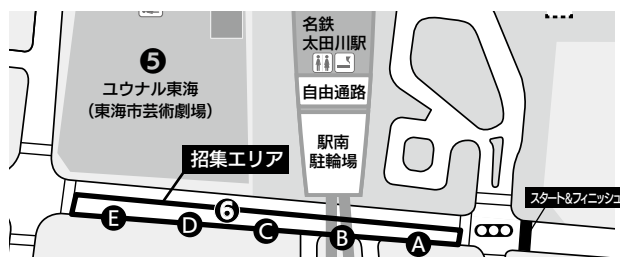 名鉄
太田川駅
自由通路
駅南
駐輪場
❺
ユウナル東海
(東海市芸術劇場)
招集エリア
スタート&フィニッシュ
⑥
E
D
C
B
A